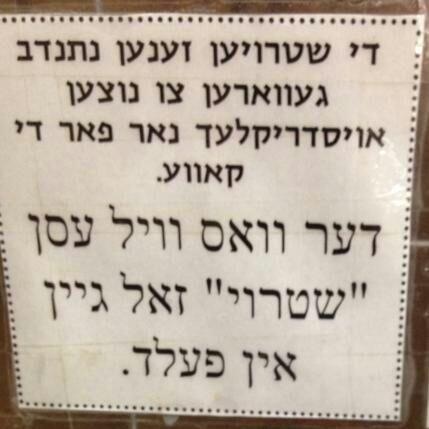 די שטרויען זענען נתנדב
געווארען צו נוצען
אויסדריקלעך נאר פאר די
קאווע.
דער וואס וויל עסן
"שטרוי" זאל גיין
אין פעלד.